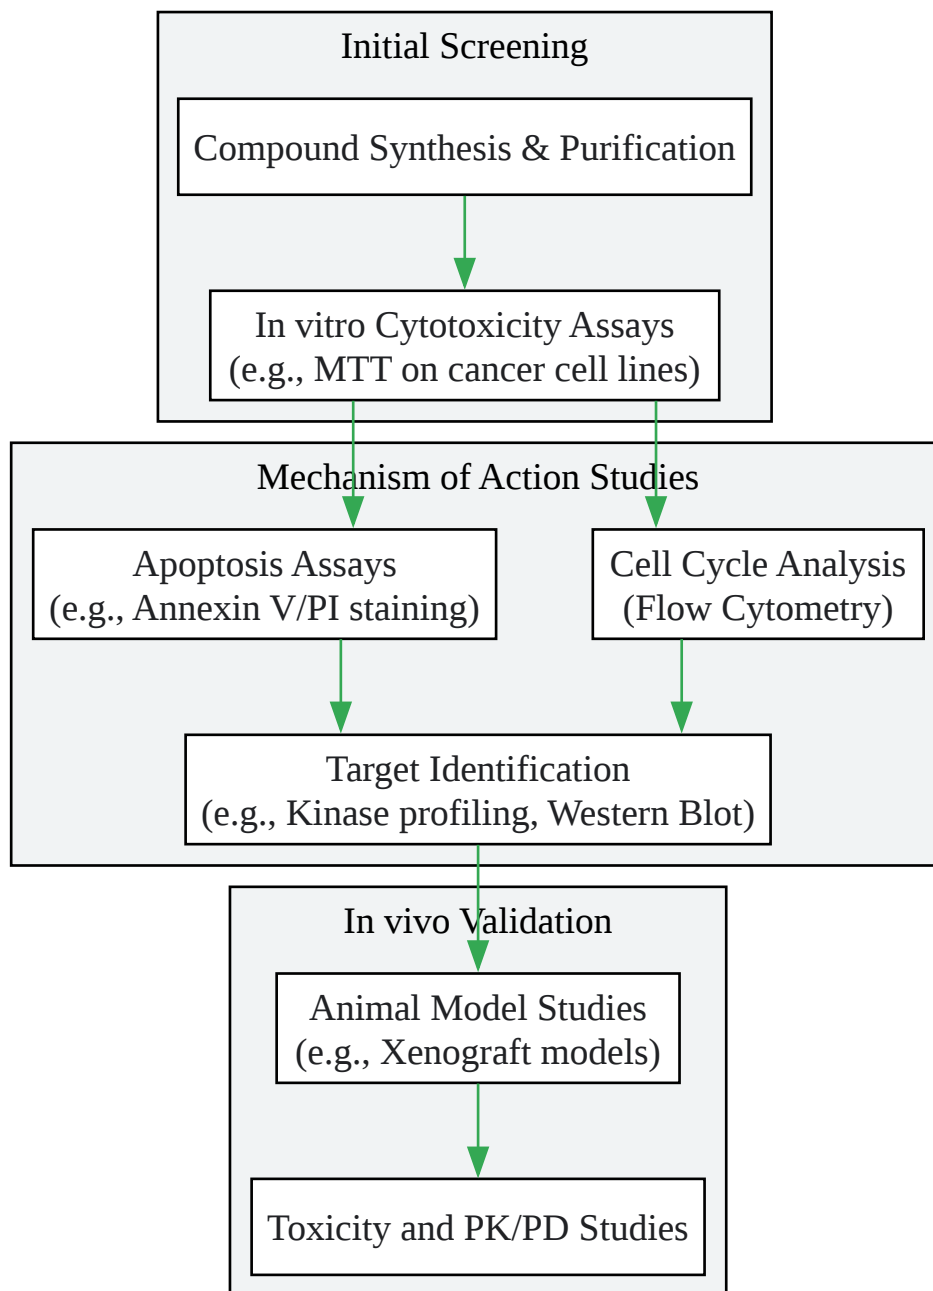 Initial Screening
Compound Synthesis & Purification
In vitro Cytotoxicity Assays
(e.g., MTT on cancer cell lines)
Mechanism of Action Studies
Apoptosis Assays
(e.g., Annexin V/PI staining)
Cell Cycle Analysis
(Flow Cytometry)
Target Identification
(e.g., Kinase profiling, Western Blot)
In vivo Validation
Animal Model Studies
(e.g., Xenograft models)
Toxicity and PK/PD Studies